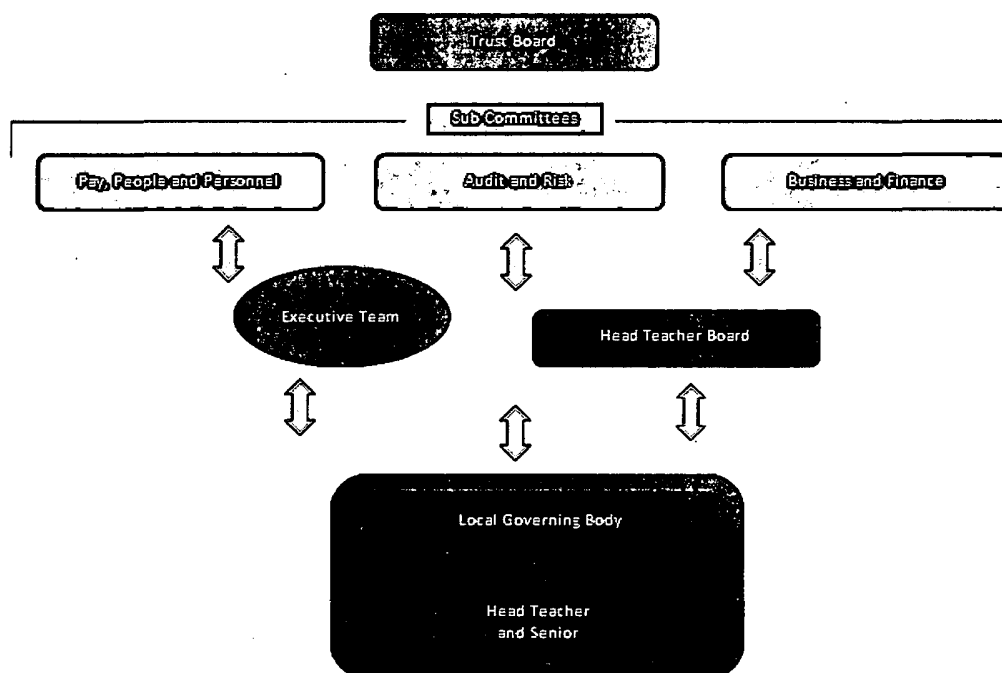 Trust Board
Sub Committees
Pay, People and Personnel
Audit and Risk
Business and Finance
Executive Team
Head Teacher Board
Local Governing Body
Head Teacher
and Senior